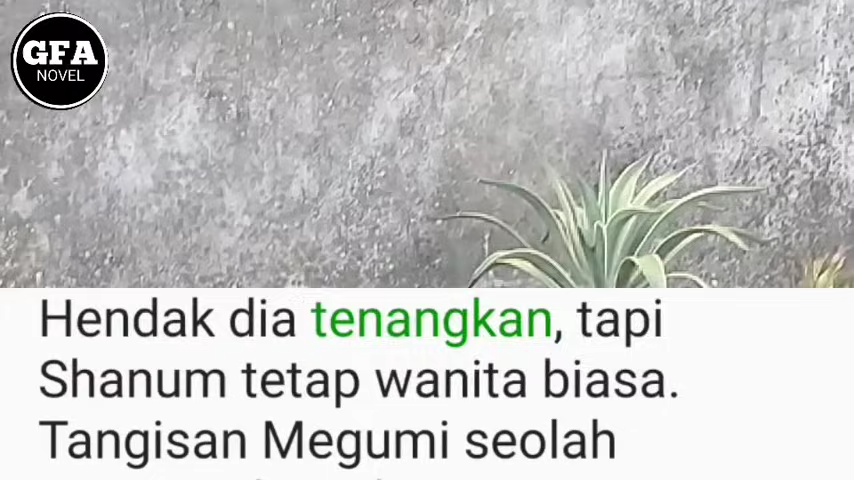 GFA
NOVEL
Hendak dia tenangkan, tapi
Shanum tetap wanita biasa.
Tangisan Megumi seolah